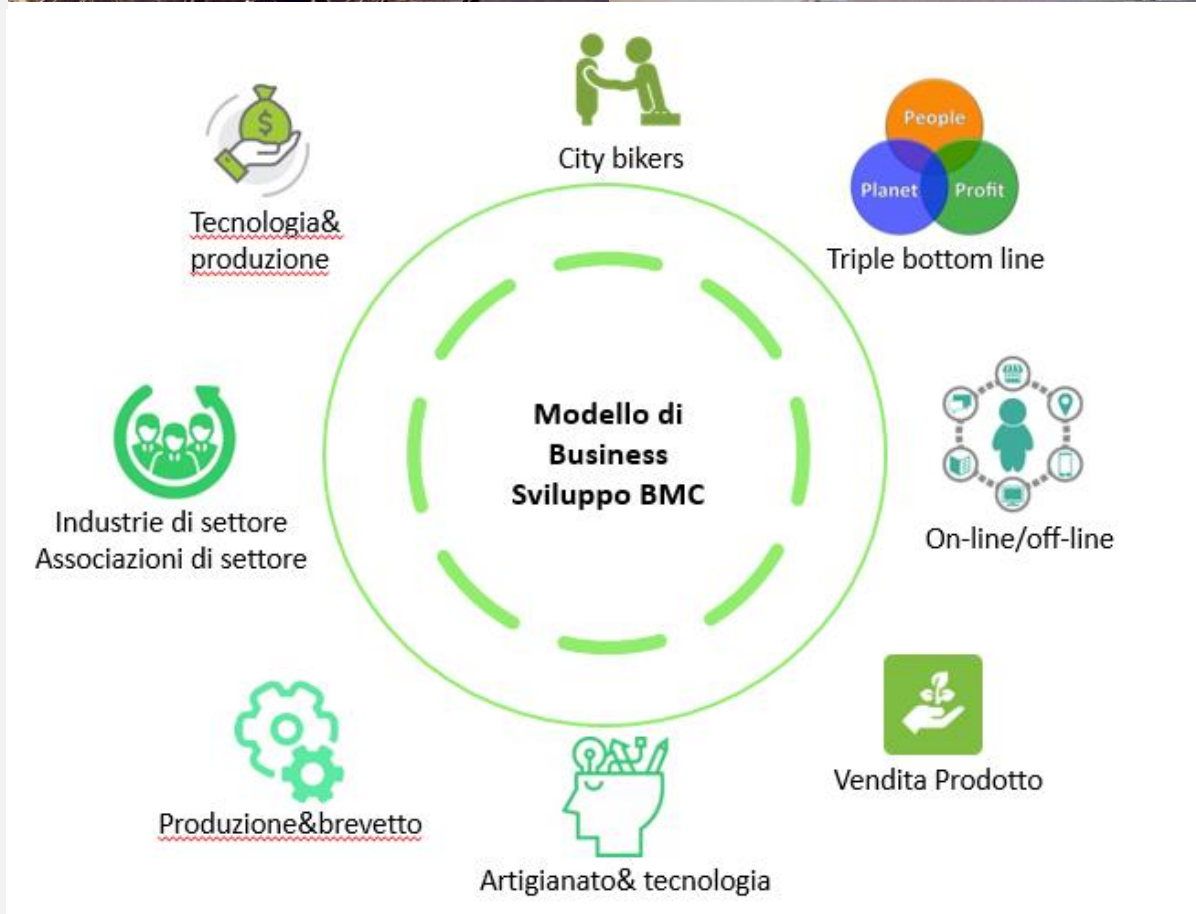 City bikers
People
Planet
Profit
Triple bottom line
$
Tecnologia&
produzione
Modello di
Business
Sviluppo BMC
On-line/off-line
Industrie di settore
Associazioni di settore
Vendita Prodotto
Produzione&brevetto
Artigianato& tecnologia